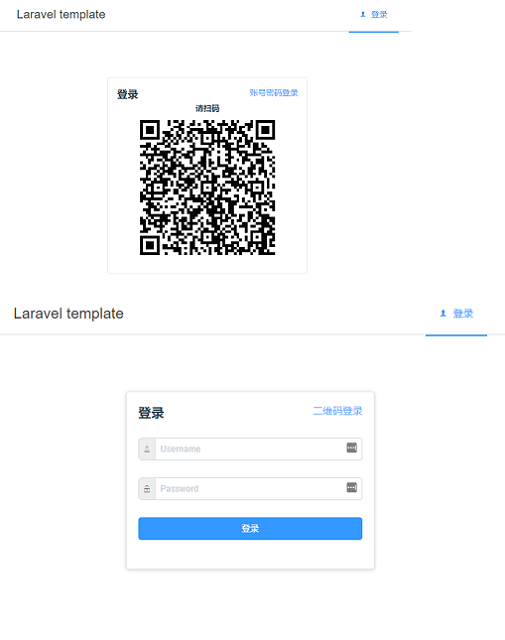 Laravel template
登录
登录
账号密码登录
请扫码
Laravel template
登录
登录
二维码登录
Username
Password
登录